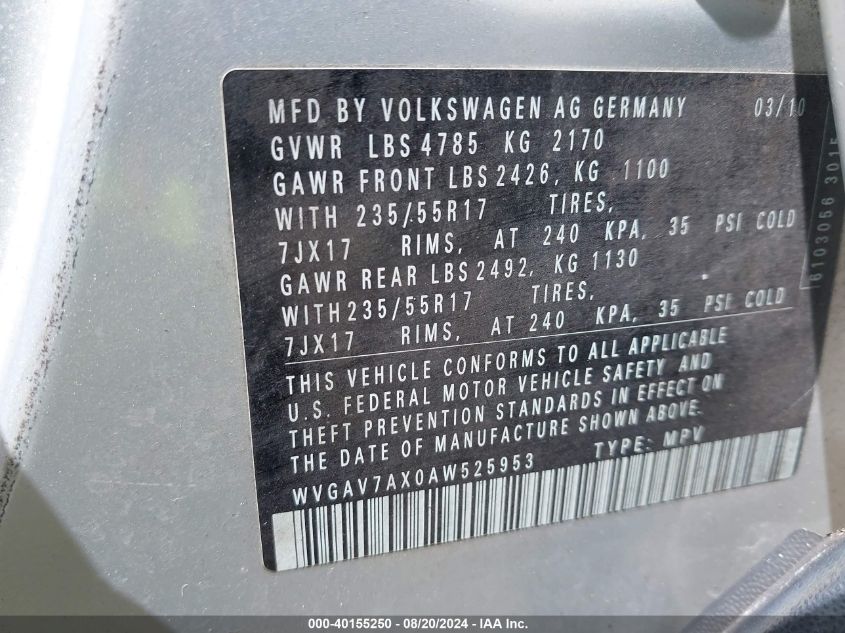 MFD BY VOLKSWAGEN AG GERMANY 03/10
GVWR LBS 4785 KG 2170
GAWR FRONT LBS 2426, KG 1100
WITH 235/55R17 TIRES,
7JX17 RIMS, AT 240 KPA, 35 PSI COLD
GAWR REAR LBS 2492, KG 1130
WITH 235/55R17 TIRES,
7JX17 RIMS, AT 240 KPA, 35 PSI COLD
THIS VEHICLE CONFORMS TO ALL APPLICABLE
U.S. FEDERAL MOTOR VEHICLE SAFETY AND
THEFT PREVENTION STANDARDS IN EFFECT ON
THE DATE OF MANUFACTURE SHOWN ABOVE.
WVGAV7AX0AW525953 TYPE: MPV
6103056 3015
000-40155250 - 08/20/2024 - IAA Inc.